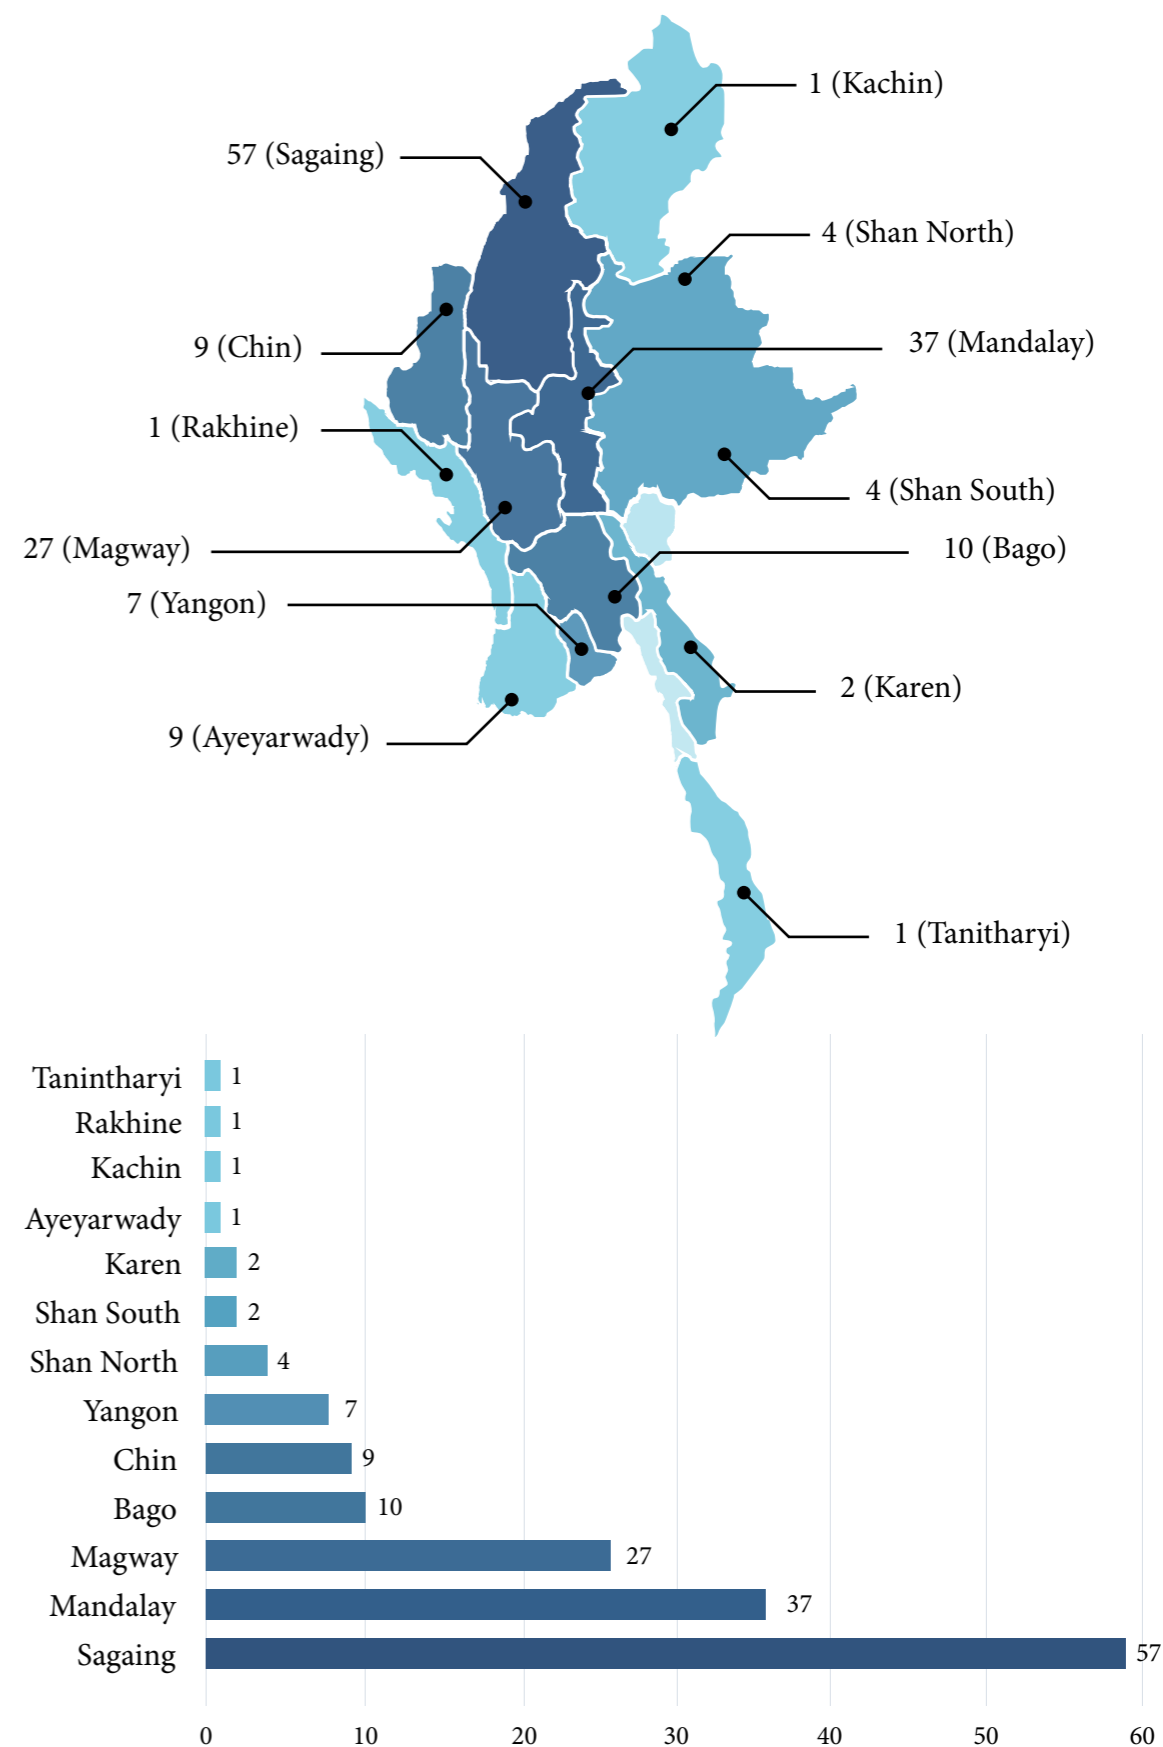 1 (Kachin)
57 (Sagaing)
4 (Shan North)
37 (Mandalay)
9 (Chin)
1 (Rakhine)
4 (Shan South)
27 (Magway)
10 (Bago)
7 (Yangon)
2 (Karen)
9 (Ayeyarwady)
1 (Tanitharyi)
Tanintharyi 1
Rakhine 1
Kachin 1
Ayeyarwady 1
Karen 2
Shan South 2
Shan North 4
Yangon 7
Chin 9
Bago 10
Magway 27
Mandalay 37
Sagaing 57
0 10 20 30 40 50 60